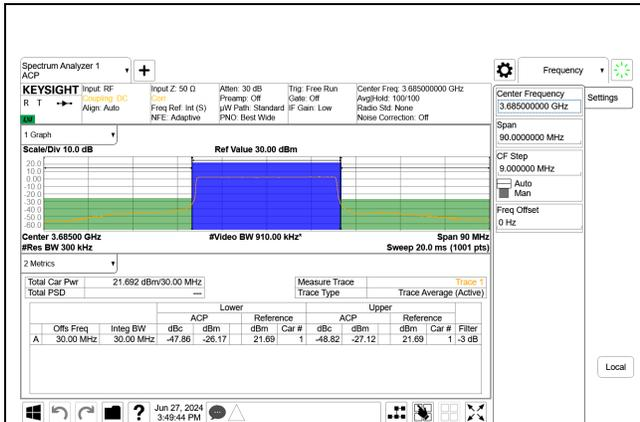 Spectrum Analyzer 1
ACP
Frequency
KEYSIGHT
R T
Input: RF
Coupling: DC
Align: Auto
Input Z: 50 Ω
Corr
Freq Ref: Int (S)
NFE: Adaptive
Atten: 30 dB
Preamp: Off
µW Path: Standard
PNO: Best Wide
Trig: Free Run
Gate: Off
IF Gain: Low
Center Freq: 3.685000000 GHz
Avg|Hold: 100/100
Radio Std: None
Noise Correction: Off
Center Frequency
3.685000000 GHz
Settings
Span
90.0000000 MHz
CF Step
9.000000 MHz
Auto
Man
Freq Offset
0 Hz
Local
1 Graph
Scale/Div 10.0 dB
Ref Value 30.00 dBm
20.0
10.0
0.00
-10.0
-20.0
-30.0
-40.0
-50.0
-60.0
Center 3.68500 GHz
#Video BW 910.00 kHz*
Span 90 MHz
#Res BW 300 kHz
Sweep 20.0 ms (1001 pts)
2 Metrics
Total Car Pwr 21.692 dBm/30.00 MHz
Total PSD ---
Measure Trace Trace 1
Trace Type Trace Average (Active)
Lower Upper
ACP Reference ACP Reference
Offs Freq Integ BW dBc dBm dBm Car # dBc dBm dBm Car # Filter
A 30.00 MHz 30.00 MHz -47.86 -26.17 21.69 1 -48.82 -27.12 21.69 1 -3 dB
Jun 27, 2024
3:49:44 PM